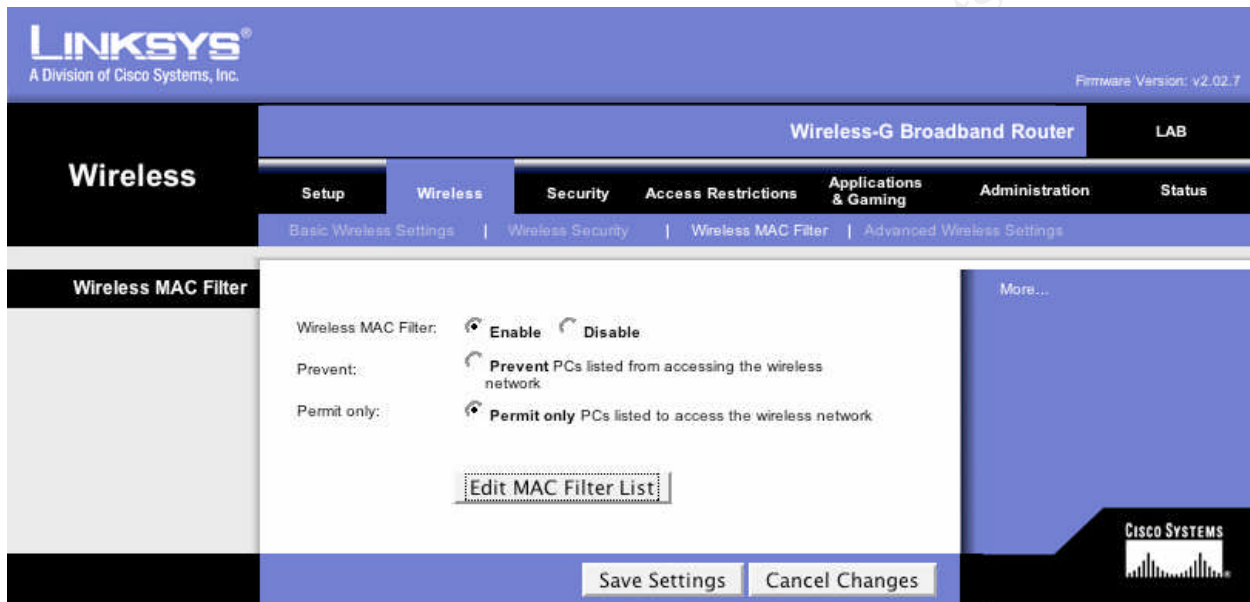 LINKSYS®
A Division of Cisco Systems, Inc.
Firmware Version: v2.02.7
Wireless-G Broadband Router LAB
Wireless
Setup Wireless Security Access Restrictions Applications & Gaming Administration Status
Basic Wireless Settings | Wireless Security | Wireless MAC Filter | Advanced Wireless Settings
Wireless MAC Filter
More...
Wireless MAC Filter: Enable Disable
Prevent: Prevent PCs listed from accessing the wireless
network
Permit only: Permit only PCs listed to access the wireless network
Edit MAC Filter List
CISCO SYSTEMS
Save Settings Cancel Changes